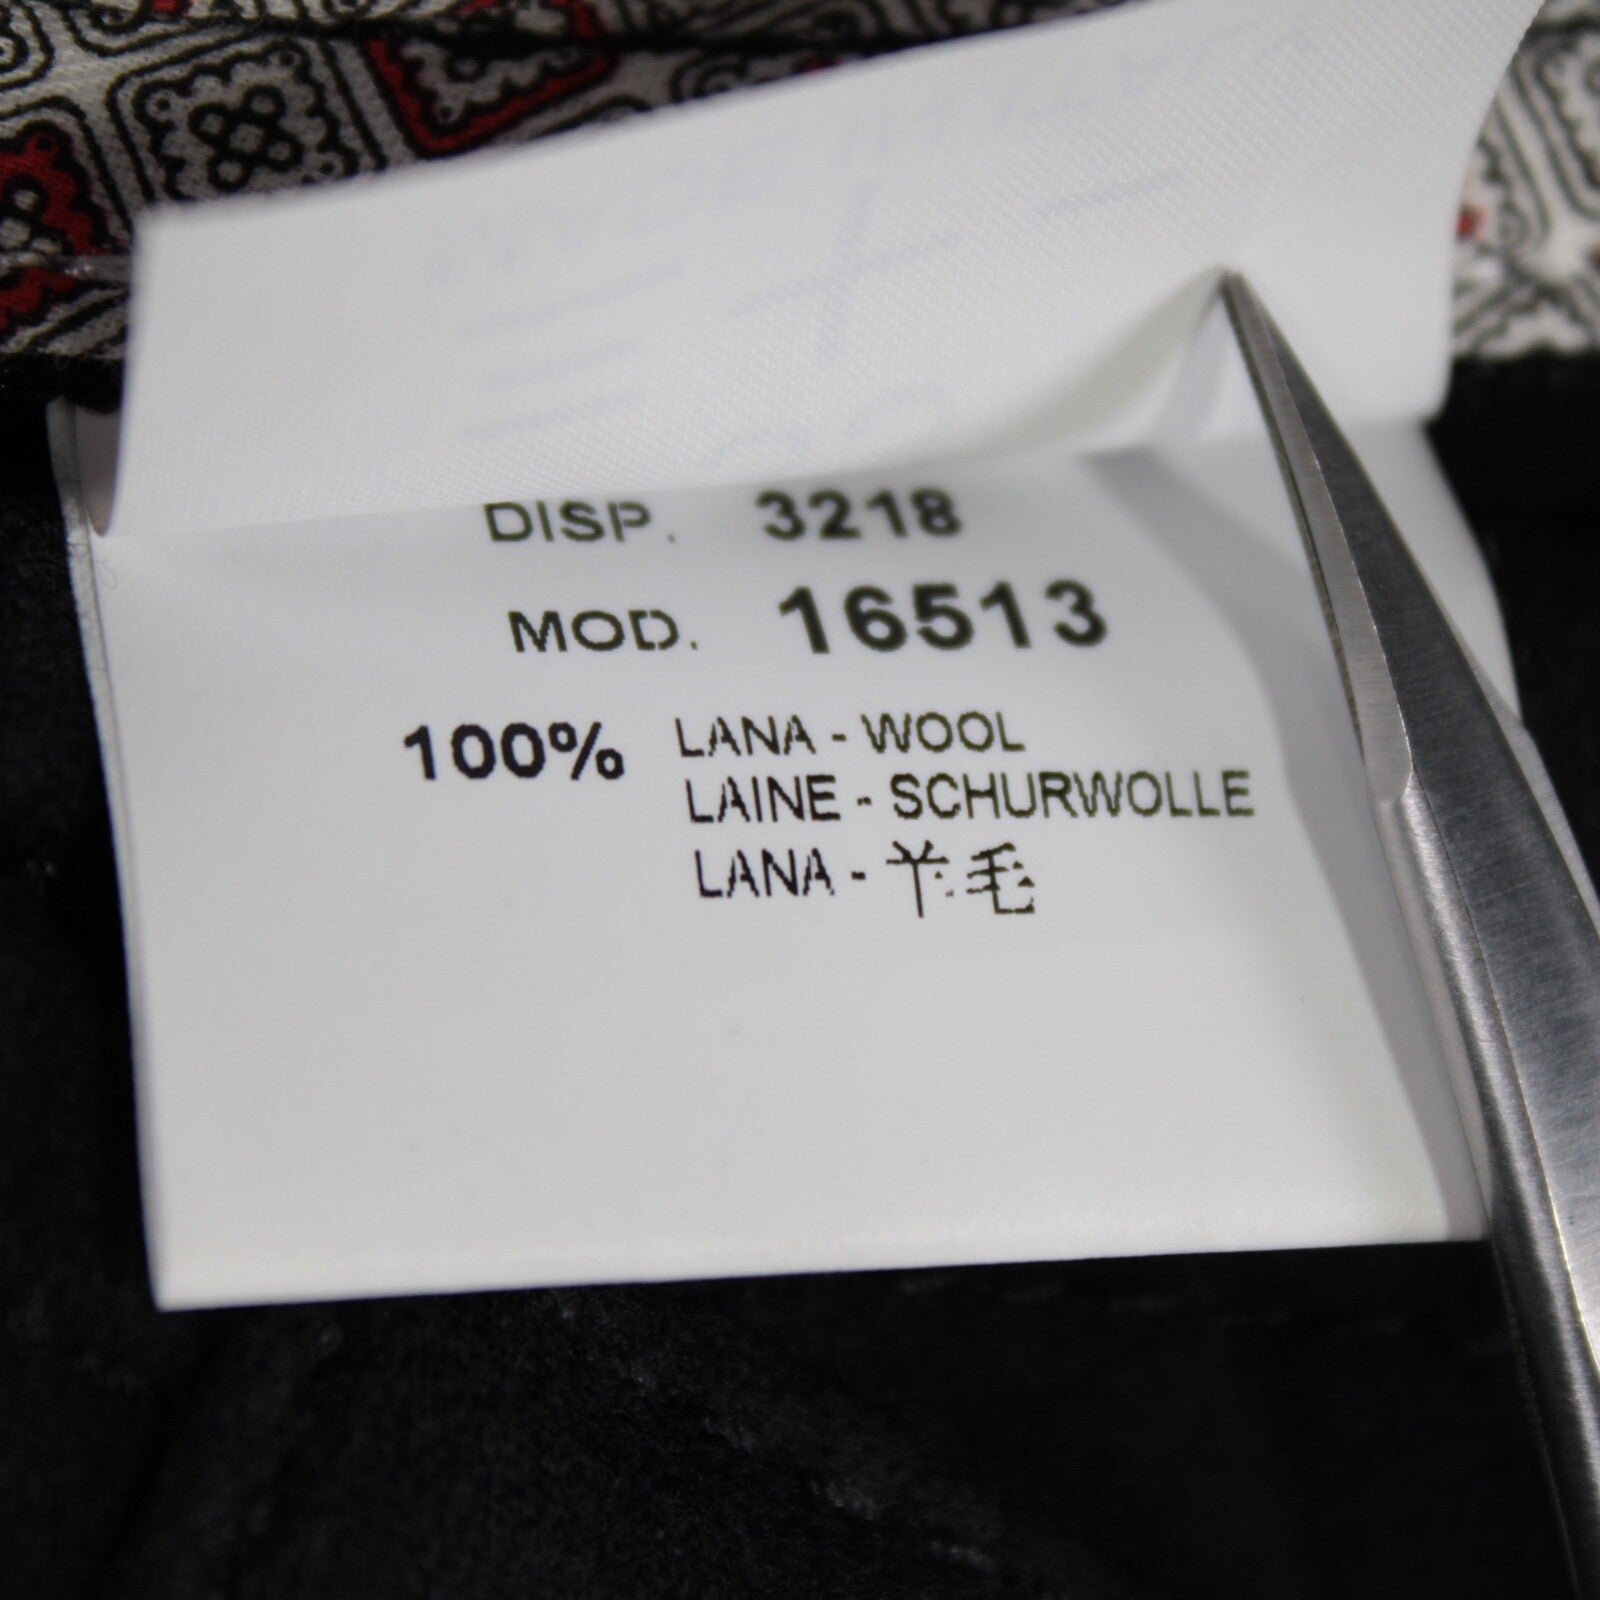 DISP. 3218
MOD. 16513
100% LANA - WOOL
LAINE - SCHURWOLLE
LANA - 羊毛